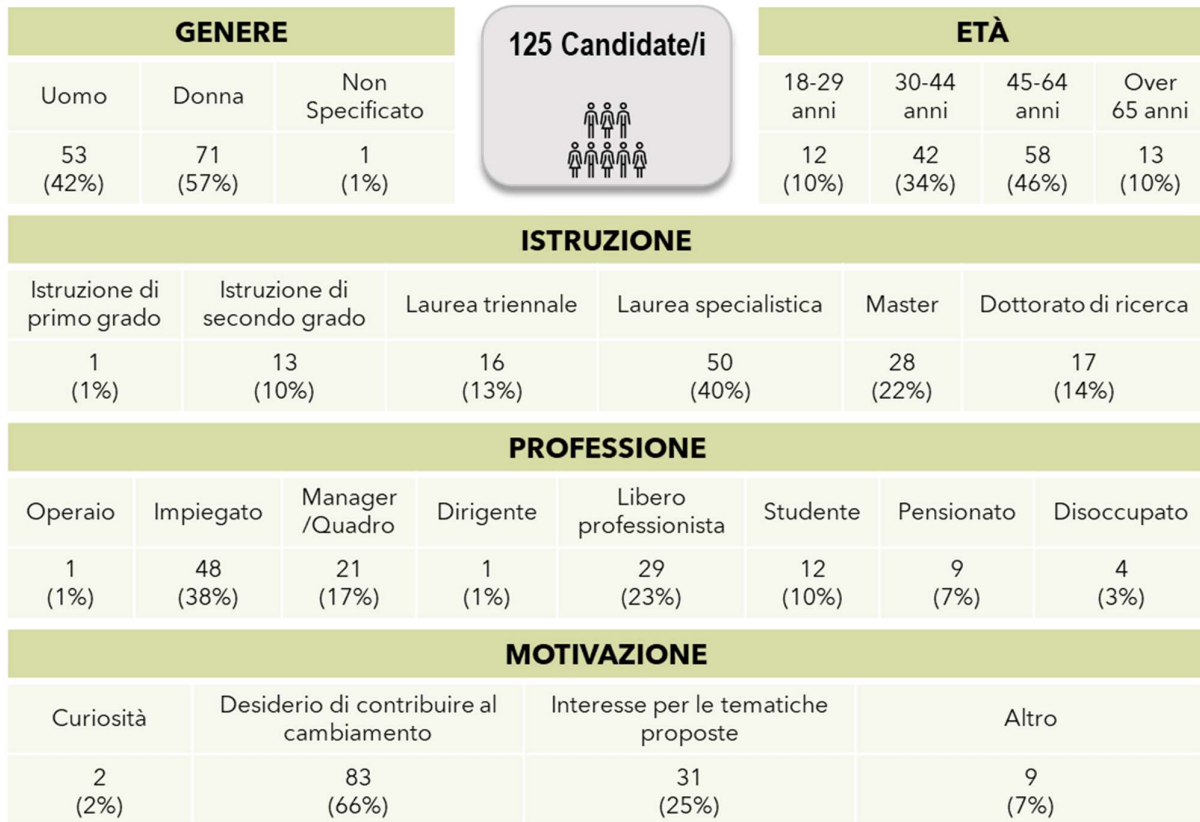 GENERE
Uomo Donna Non Specificato
53 71 1
(42%) (57%) (1%)
125 Candidate/i
ETÀ
18-29 anni 30-44 anni 45-64 anni Over 65 anni
12 42 58 13
(10%) (34%) (46%) (10%)
ISTRUZIONE
Istruzione di primo grado Istruzione di secondo grado Laurea triennale Laurea specialistica Master Dottorato di ricerca
1 13 16 50 28 17
(1%) (10%) (13%) (40%) (22%) (14%)
PROFESSIONE
Operaio Impiegato Manager /Quadro Dirigente Libero professionista Studente Pensionato Disoccupato
1 48 21 1 29 12 9 4
(1%) (38%) (17%) (1%) (23%) (10%) (7%) (3%)
MOTIVAZIONE
Curiosità Desiderio di contribuire al cambiamento Interesse per le tematiche proposte Altro
2 83 31 9
(2%) (66%) (25%) (7%)